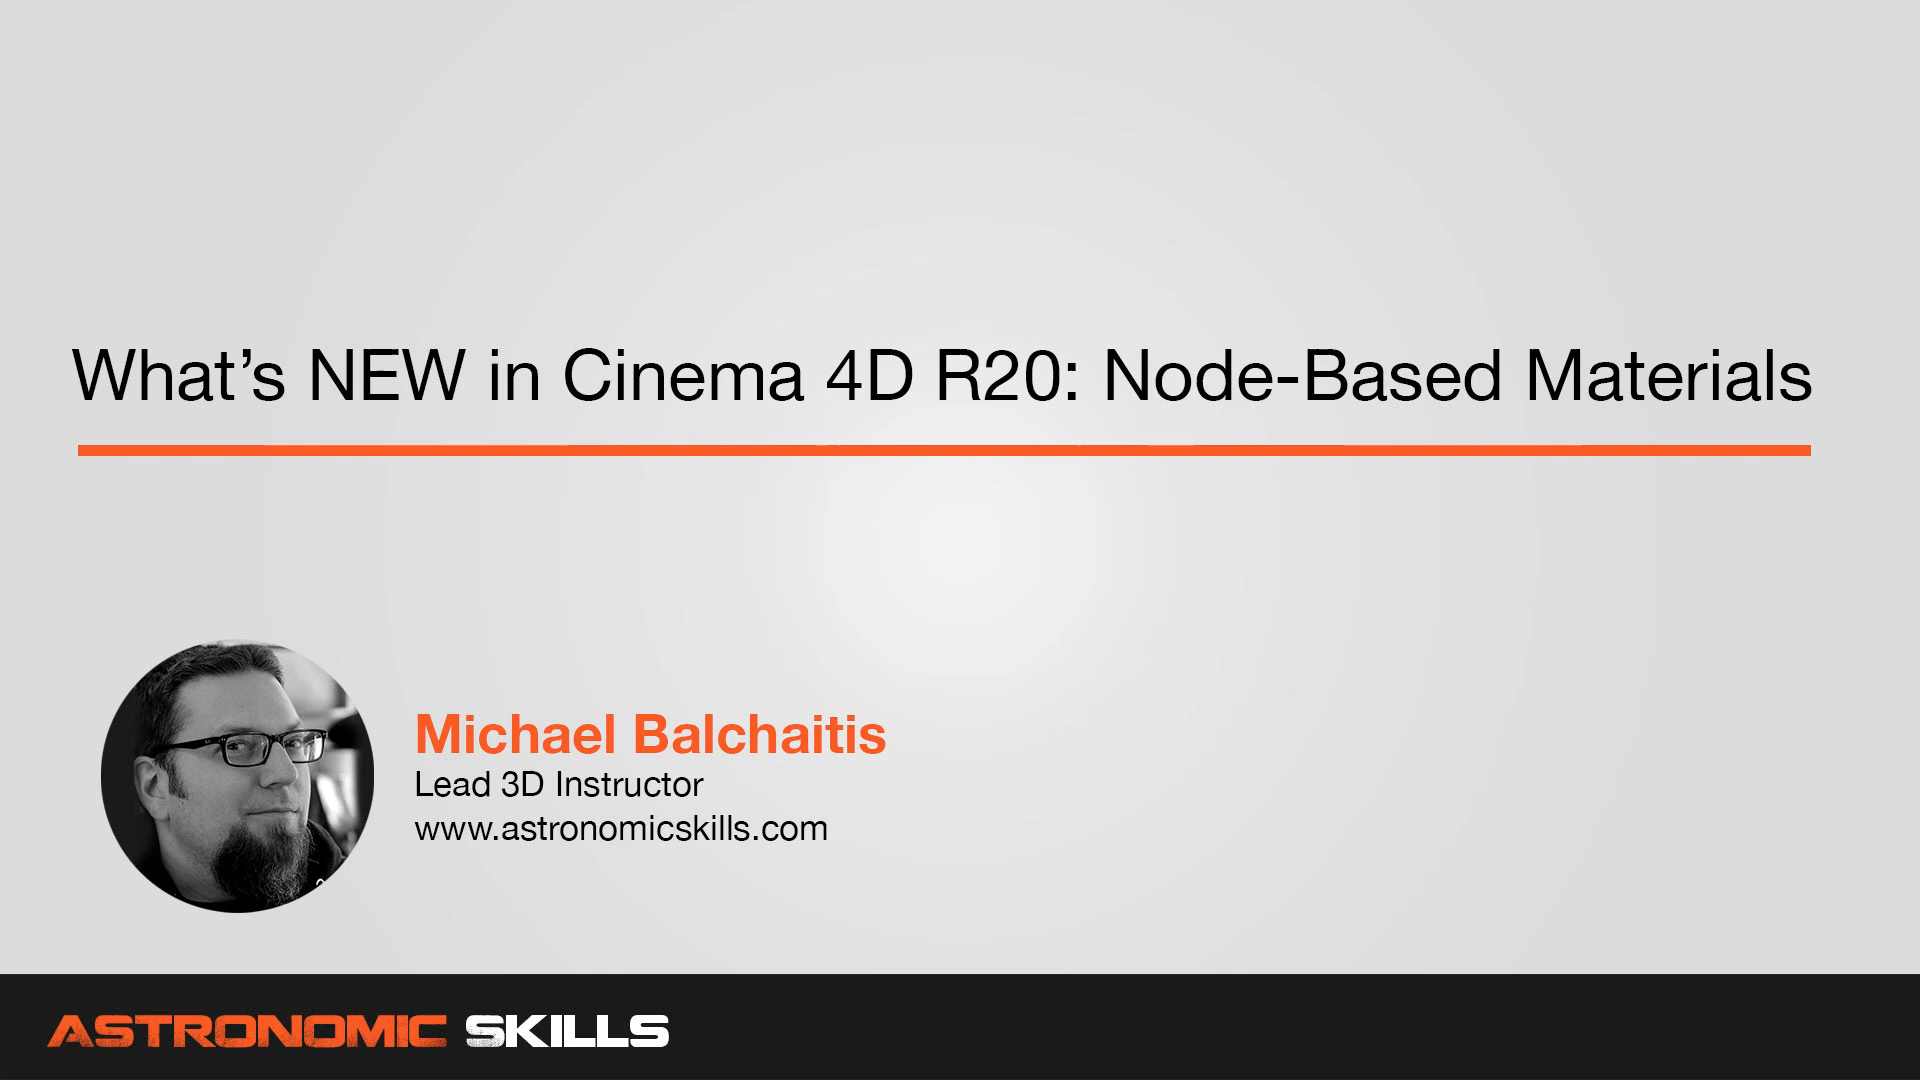 What’s NEW in Cinema 4D R20: Node-Based Materials
Michael Balchaitis
Lead 3D Instructor
www.astronomicskills.com
ASTRONOMIC SKILLS